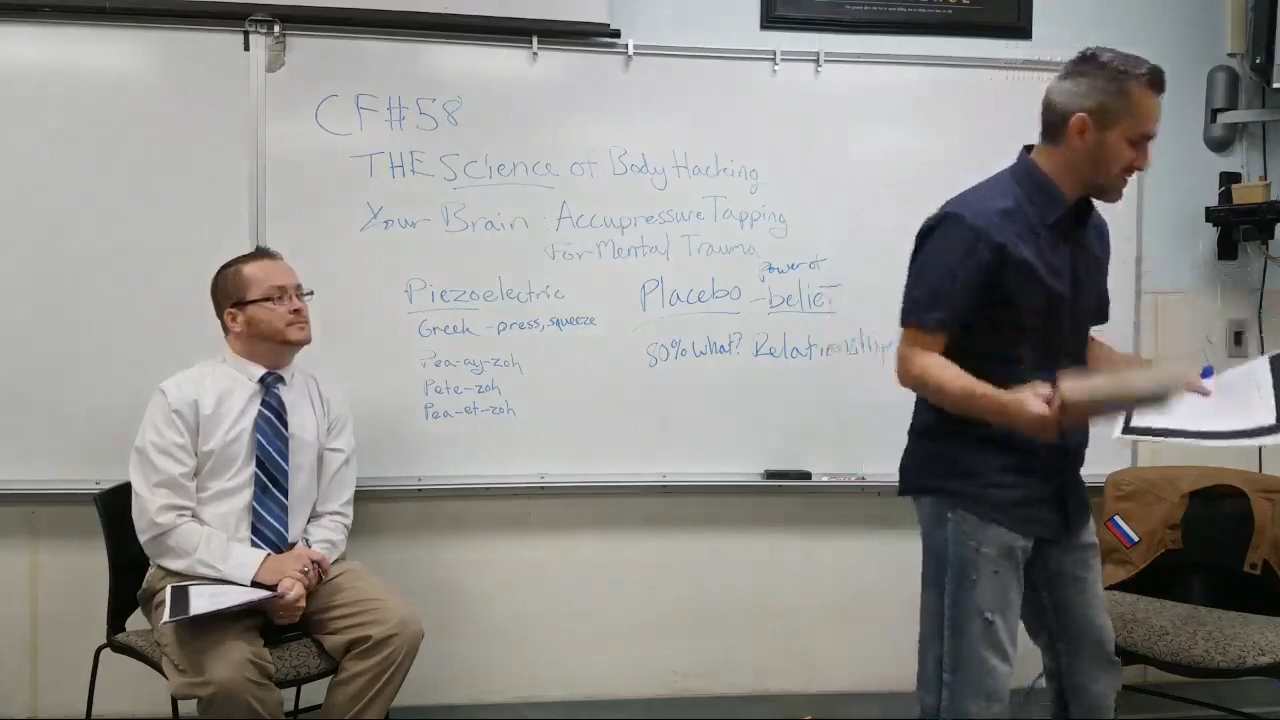 CF#58
THE Science of Body Hacking
Your Brain: Accupressure Tapping
For Mental Trauma
Piezoelectric
Greek - press, squeeze
Pea-ay-zoh
Pete-zoh
Pea-et-zoh
power of
Placebo - belief
50% what? Relationship